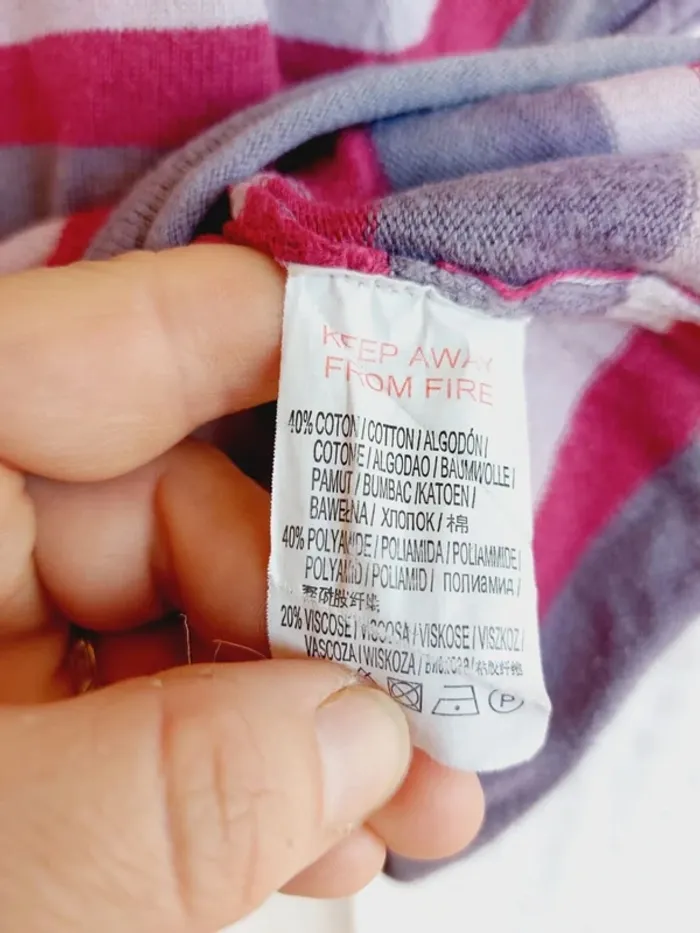 KEEP AWAY
FROM FIRE
40% COTON / COTTON / ALGODÓN /
COTONE / ALGODAO / BAUMWOLLE /
PAMUT / BUMBAC / KATOEN /
BAWEŁNA / ХЛОПОК / 棉
40% POLYAMIDE / POLIAMIDA / POLIAMMIDE /
POLYAMID / POLIAMID / ПОЛИАМИД /
20% VISCOSE / VISCOSA / VISKOSE / VISZKOZ /
VASCOZA / WISKOZA /
P